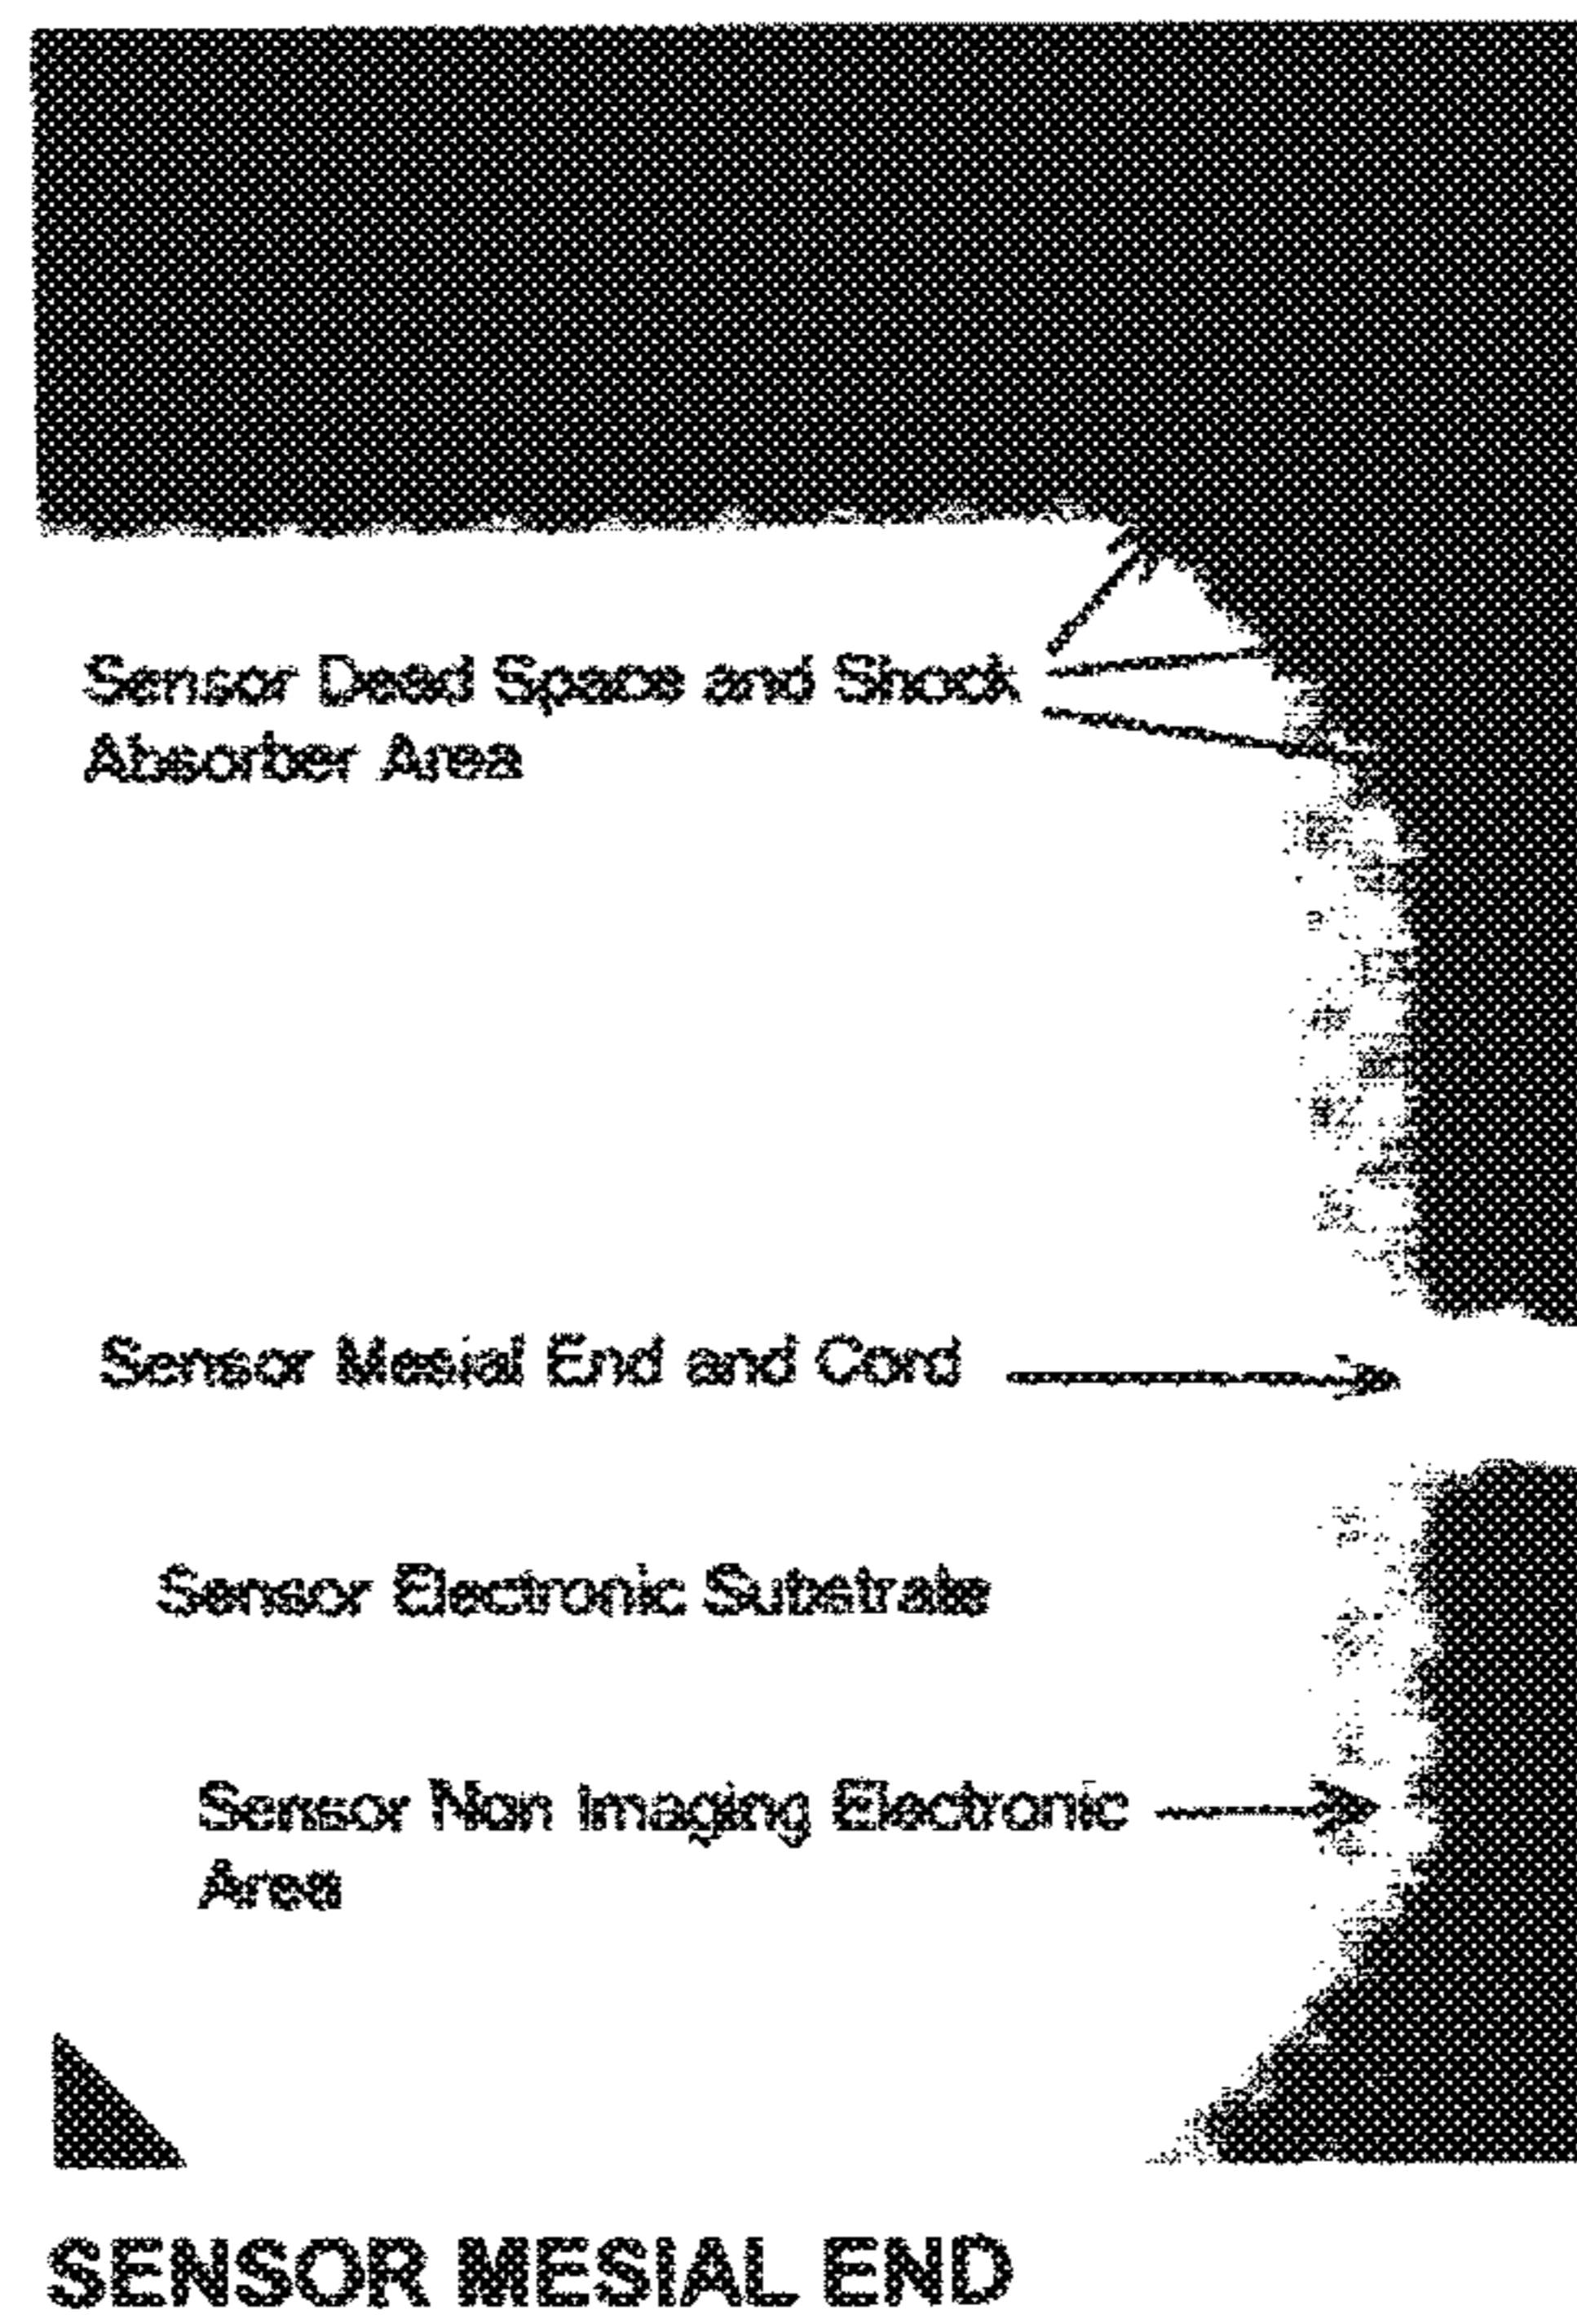 Sensor Dead Space and Shock
Absorber Area
Sensor Mesial End and Cord
Sensor Electronic Substrate
Sensor Non Imaging Electronic
Area
SENSOR MESIAL END